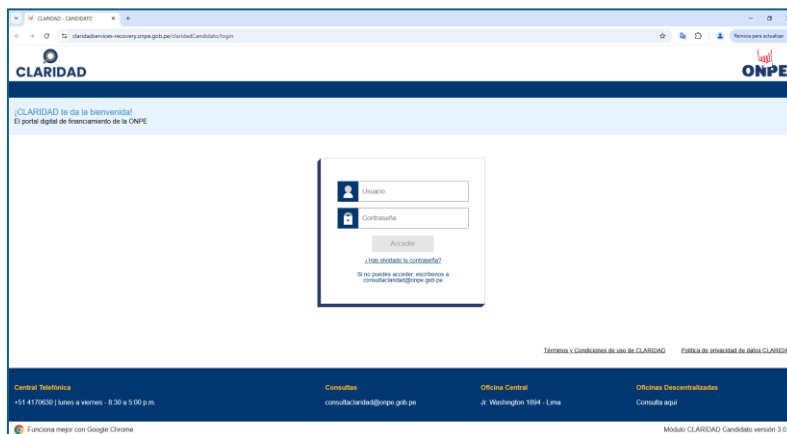 CLARIDAD - CANDIDATO
claridadservices-recovery.onpe.gob.pe/claridadCandidato/login
Reinicia para actualizar
CLARIDAD
ONPE
¡CLARIDAD te da la bienvenida!
El portal digital de financiamiento de la ONPE
Usuario
Contraseña
Acceder
¿Has olvidado tu contraseña?
Si no puedes acceder, escríbenos a
consultaclaridad@onpe.gob.pe
Términos y Condiciones de uso de CLARIDAD
Política de privacidad de datos CLARIDA
Central Telefónica
Consultas
Oficina Central
Oficinas Descentralizadas
+51 4170630 | lunes a viernes - 8:30 a 5:00 p.m.
consultaclaridad@onpe.gob.pe
Jr. Washington 1894 - Lima
Consulta aquí
Funciona mejor con Google Chrome
Módulo CLARIDAD Candidato versión 3.0